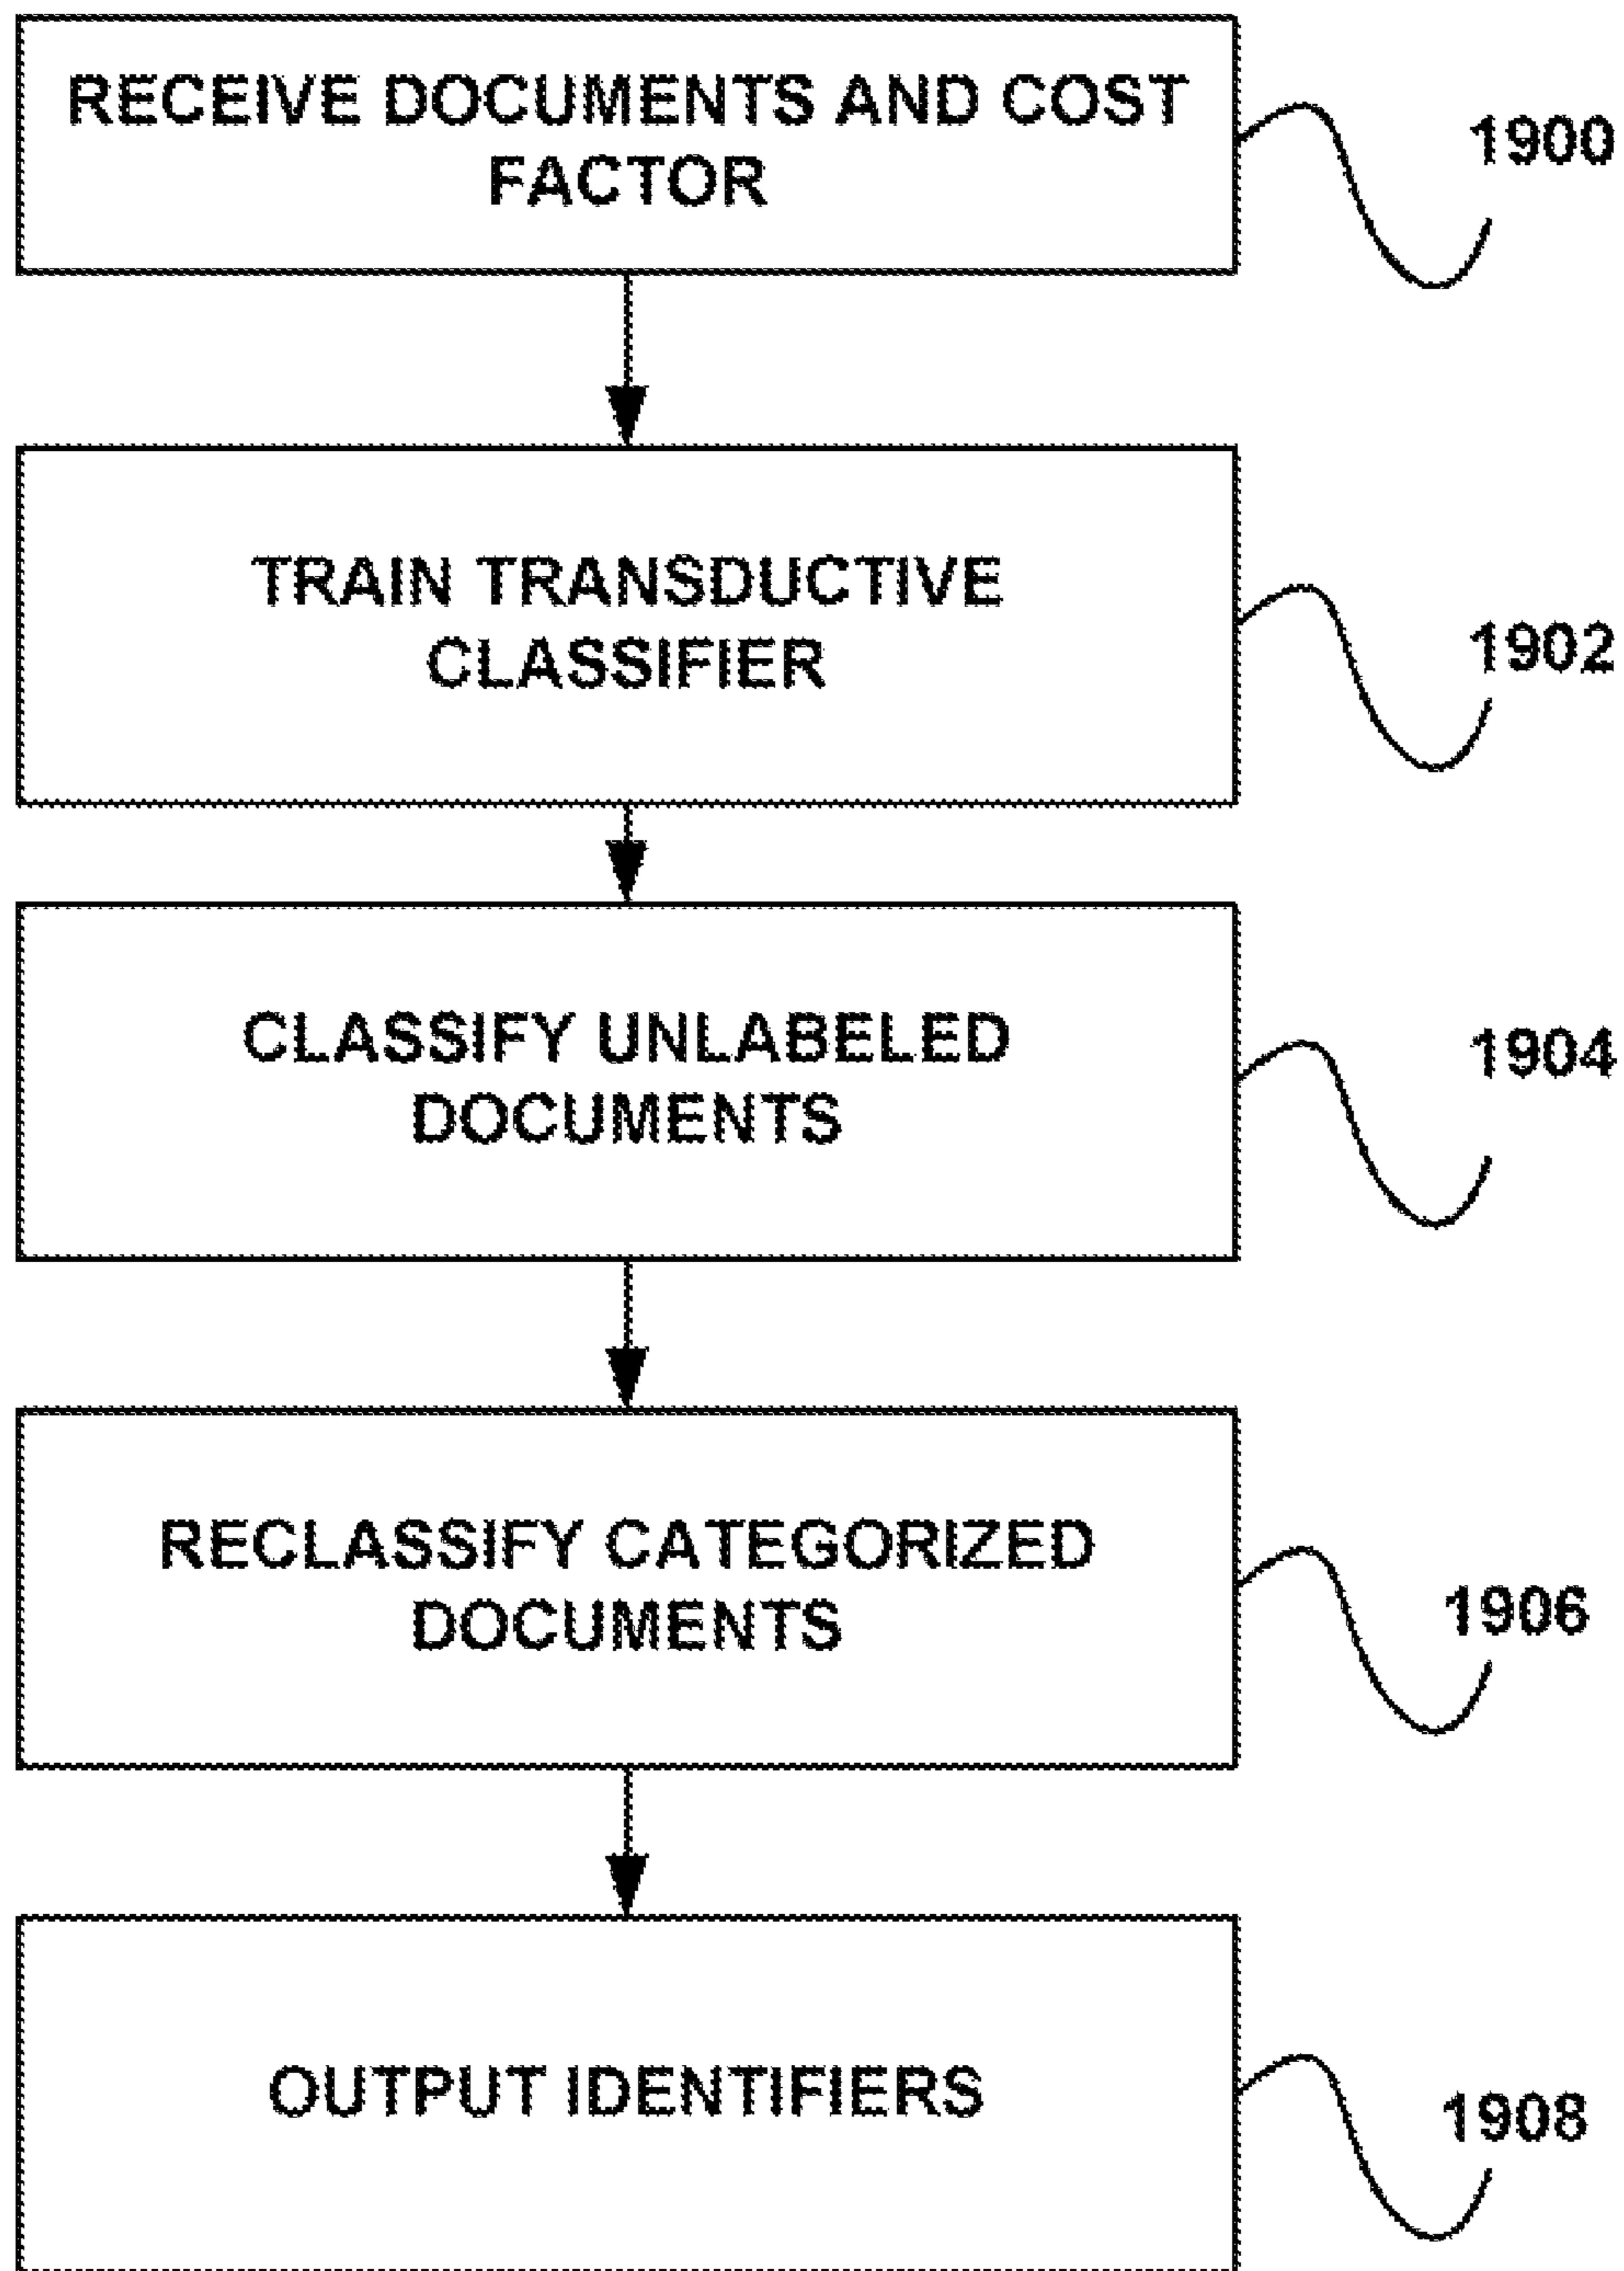 RECEIVE DOCUMENTS AND COST
FACTOR
1900
TRAIN TRANSDUCTIVE
CLASSIFIER
1902
CLASSIFY UNLABELED
DOCUMENTS
1904
RECLASSIFY CATEGORIZED
DOCUMENTS
1906
OUTPUT IDENTIFIERS
1908